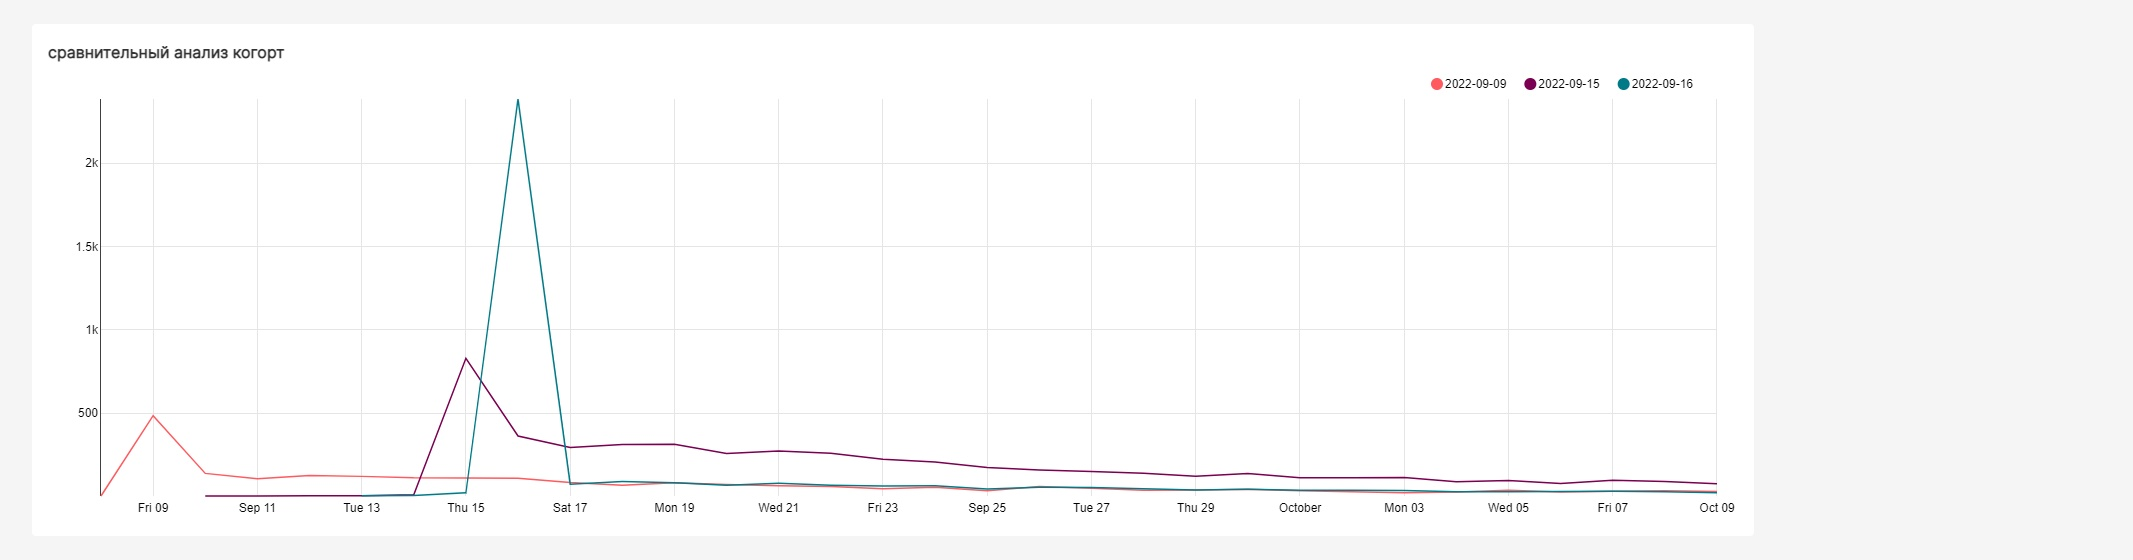 сравнительный анализ когорт
2022-09-09 2022-09-15 2022-09-16
2k
1.5k
1k
500
Fri 09 Sep 11 Tue 13 Thu 15 Sat 17 Mon 19 Wed 21 Fri 23 Sep 25 Tue 27 Thu 29 October Mon 03 Wed 05 Fri 07 Oct 09